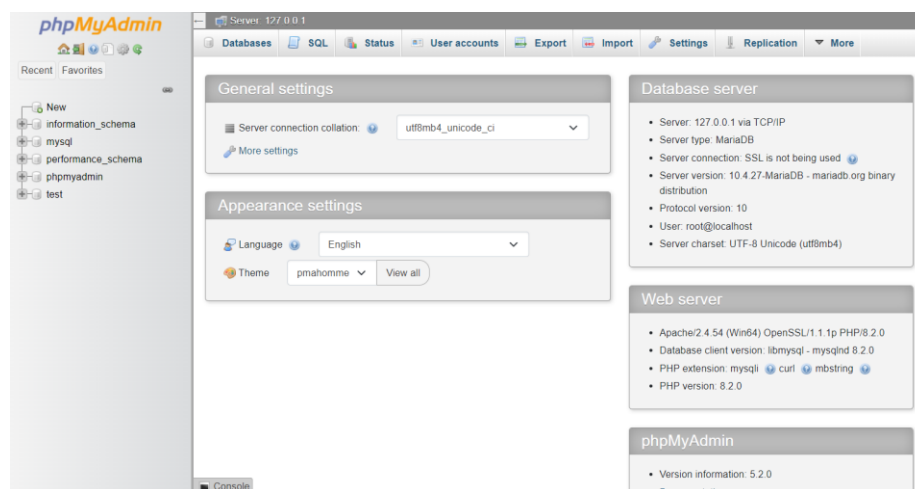 phpMyAdmin
Recent Favorites
New
information_schema
mysql
performance_schema
phpmyadmin
test
Server: 127.0.0.1
Databases SQL Status User accounts Export Import Settings Replication More
General settings
Server connection collation: utf8mb4_unicode_ci
More settings
Appearance settings
Language English
Theme pmahomme View all
Database server
Server: 127.0.0.1 via TCP/IP
Server type: MariaDB
Server connection: SSL is not being used
Server version: 10.4.27-MariaDB - mariadb.org binary
distribution
Protocol version: 10
User: root@localhost
Server charset: UTF-8 Unicode (utf8mb4)
Web server
Apache/2.4.54 (Win64) OpenSSL/1.1.1p PHP/8.2.0
Database client version: libmysql - mysqlnd 8.2.0
PHP extension: mysqli curl mbstring
PHP version: 8.2.0
phpMyAdmin
Version information: 5.2.0
Console